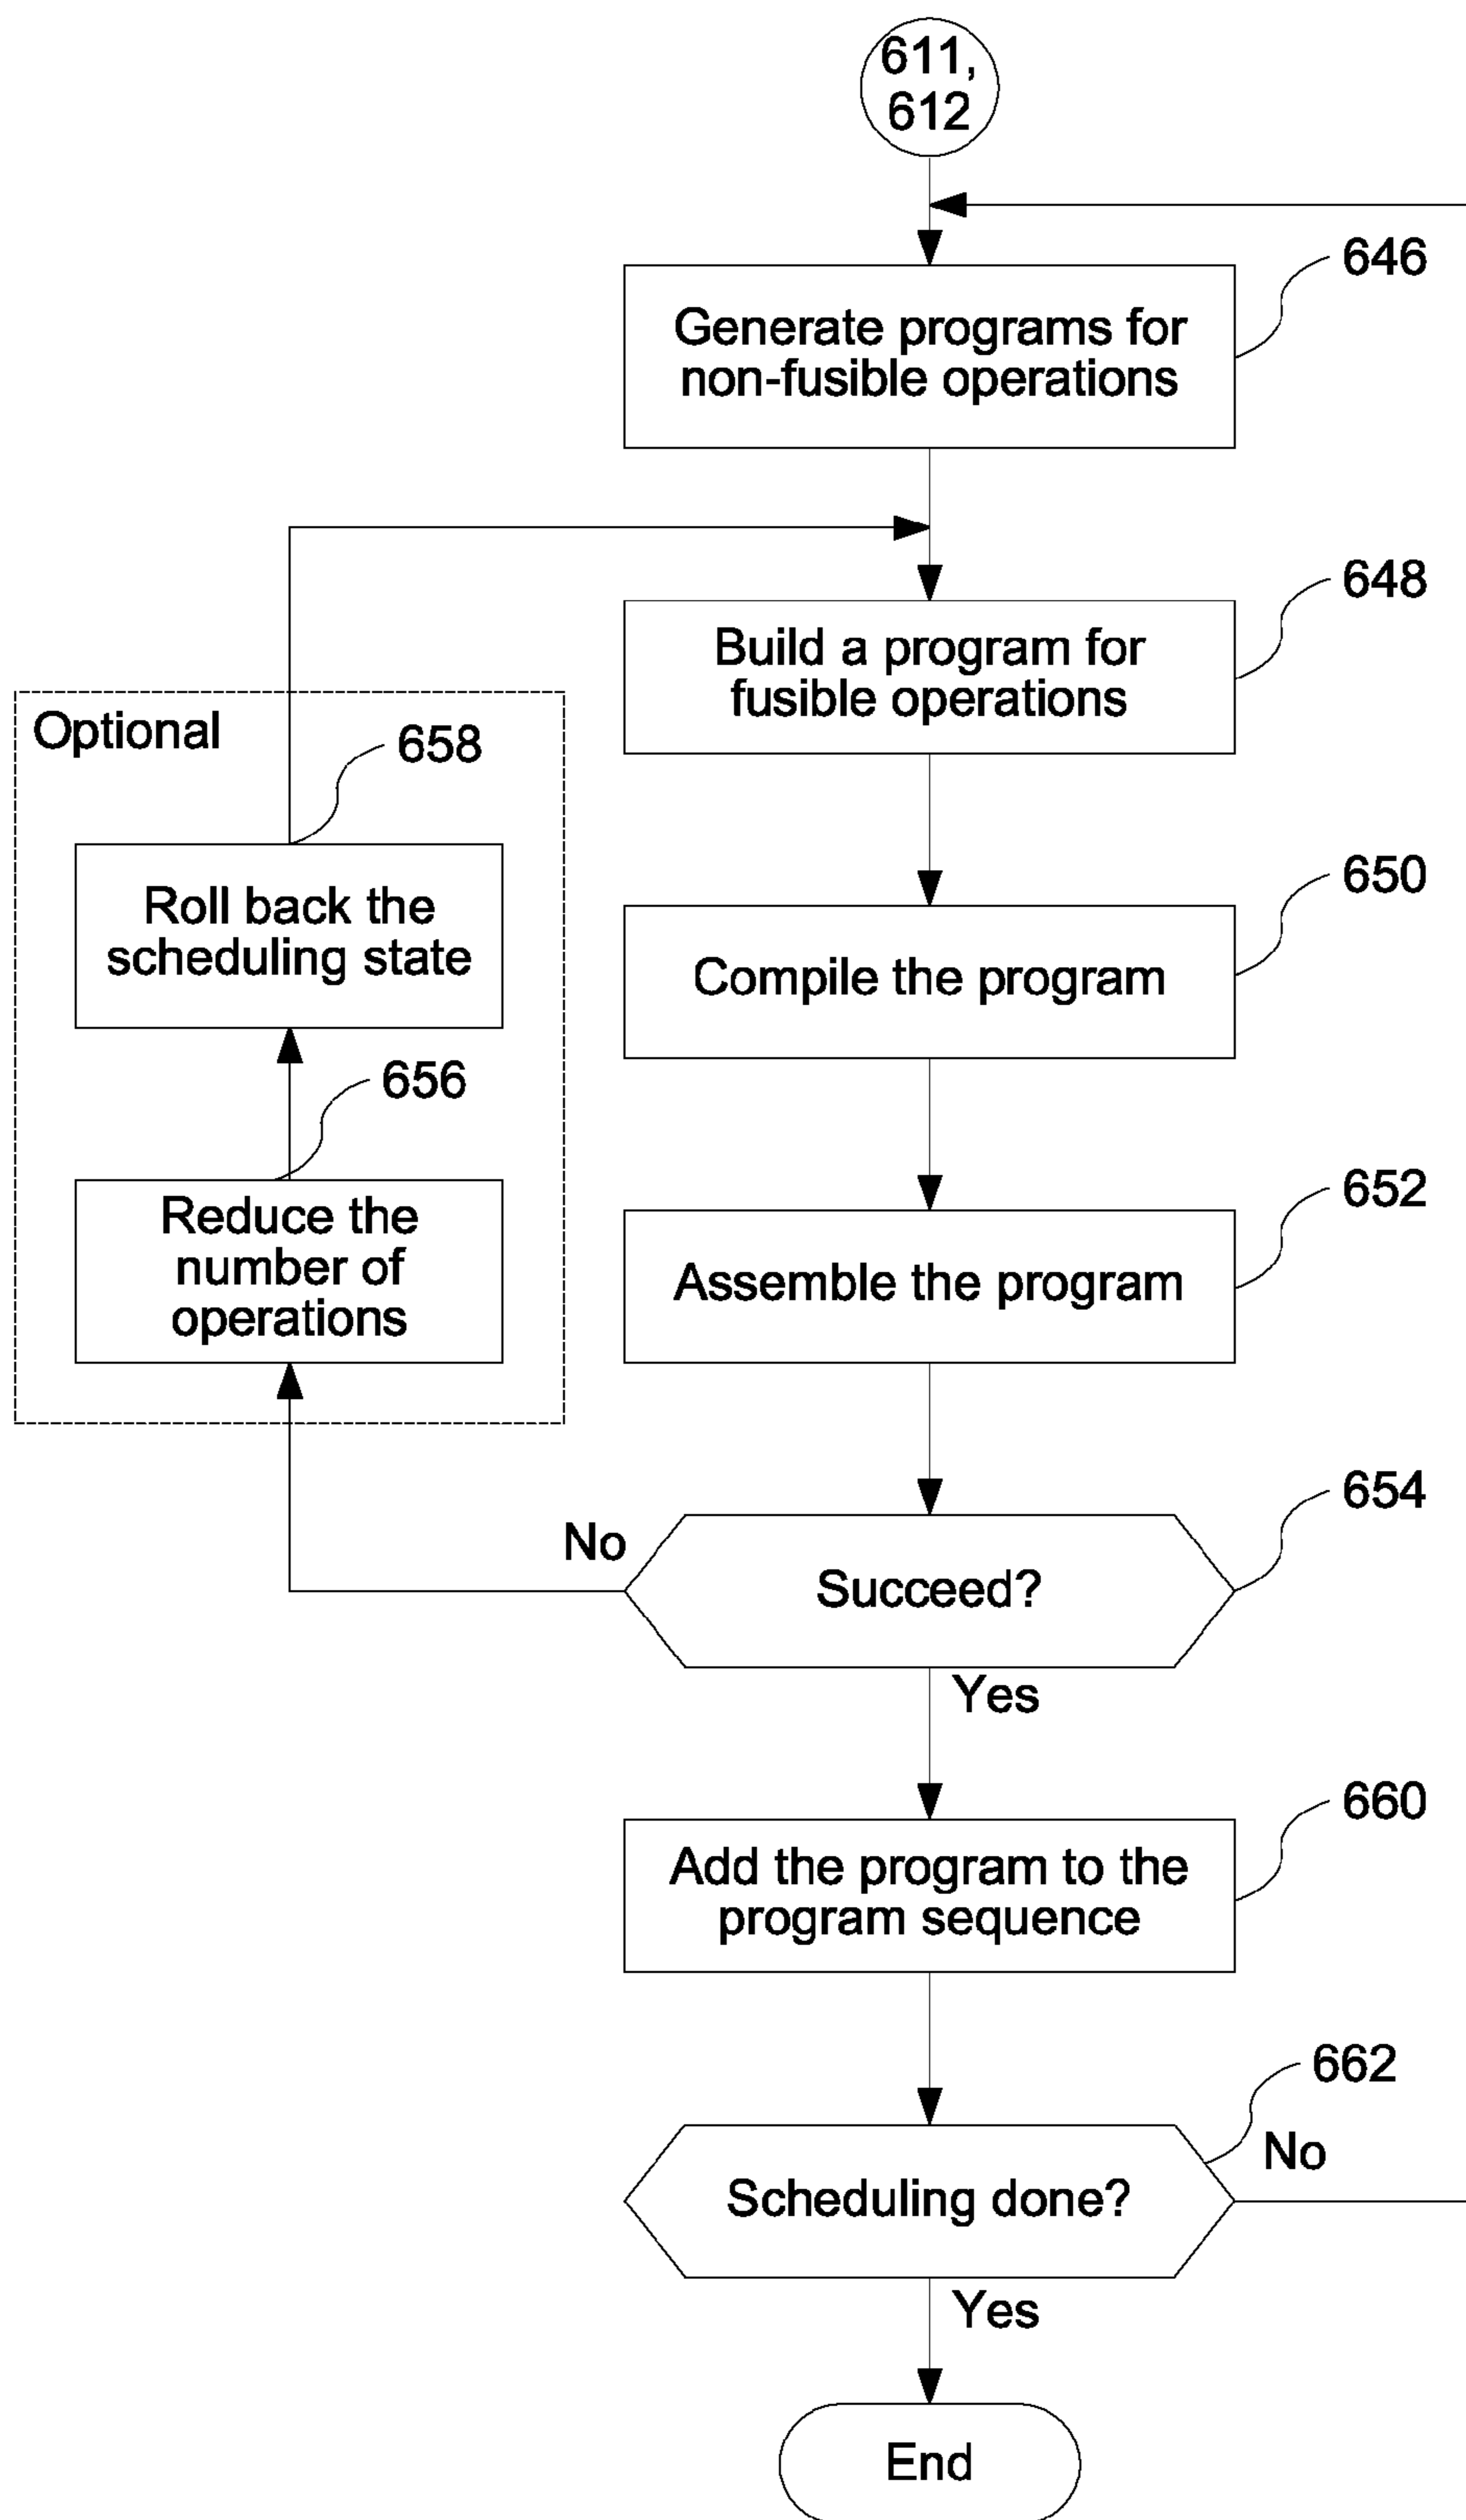 611,
612
646
Generate programs for
non-fusible operations
648
Build a program for
fusible operations
Optional
658
Roll back the
scheduling state
650
Compile the program
656
Reduce the
number of
operations
652
Assemble the program
654
No
Succeed?
Yes
660
Add the program to the
program sequence
662
No
Scheduling done?
Yes
End